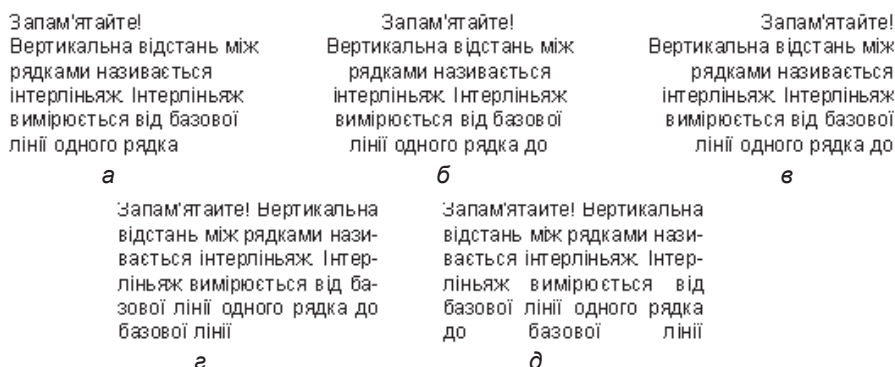 Запам'ятайте!
Вертикальна відстань між
рядками називається
інтерліньяж. Інтерліньяж
вимірюється від базової
лінії одного рядка
а
Запам'ятайте!
Вертикальна відстань між
рядками називається
інтерліньяж. Інтерліньяж
вимірюється від базової
лінії одного рядка до
б
Запам'ятайте!
Вертикальна відстань між
рядками називається
інтерліньяж. Інтерліньяж
вимірюється від базової
лінії одного рядка до
в
Запам'ятайте! Вертикальна
відстань між рядками нази-
вається інтерліньяж. Інтер-
ліньяж вимірюється від ба-
зової лінії одного рядка до
базової лінії
г
Запам'ятайте! Вертикальна
відстань між рядками нази-
вається інтерліньяж. Інтер-
ліньяж вимірюється від
базової лінії одного рядка
до базової лінії
д